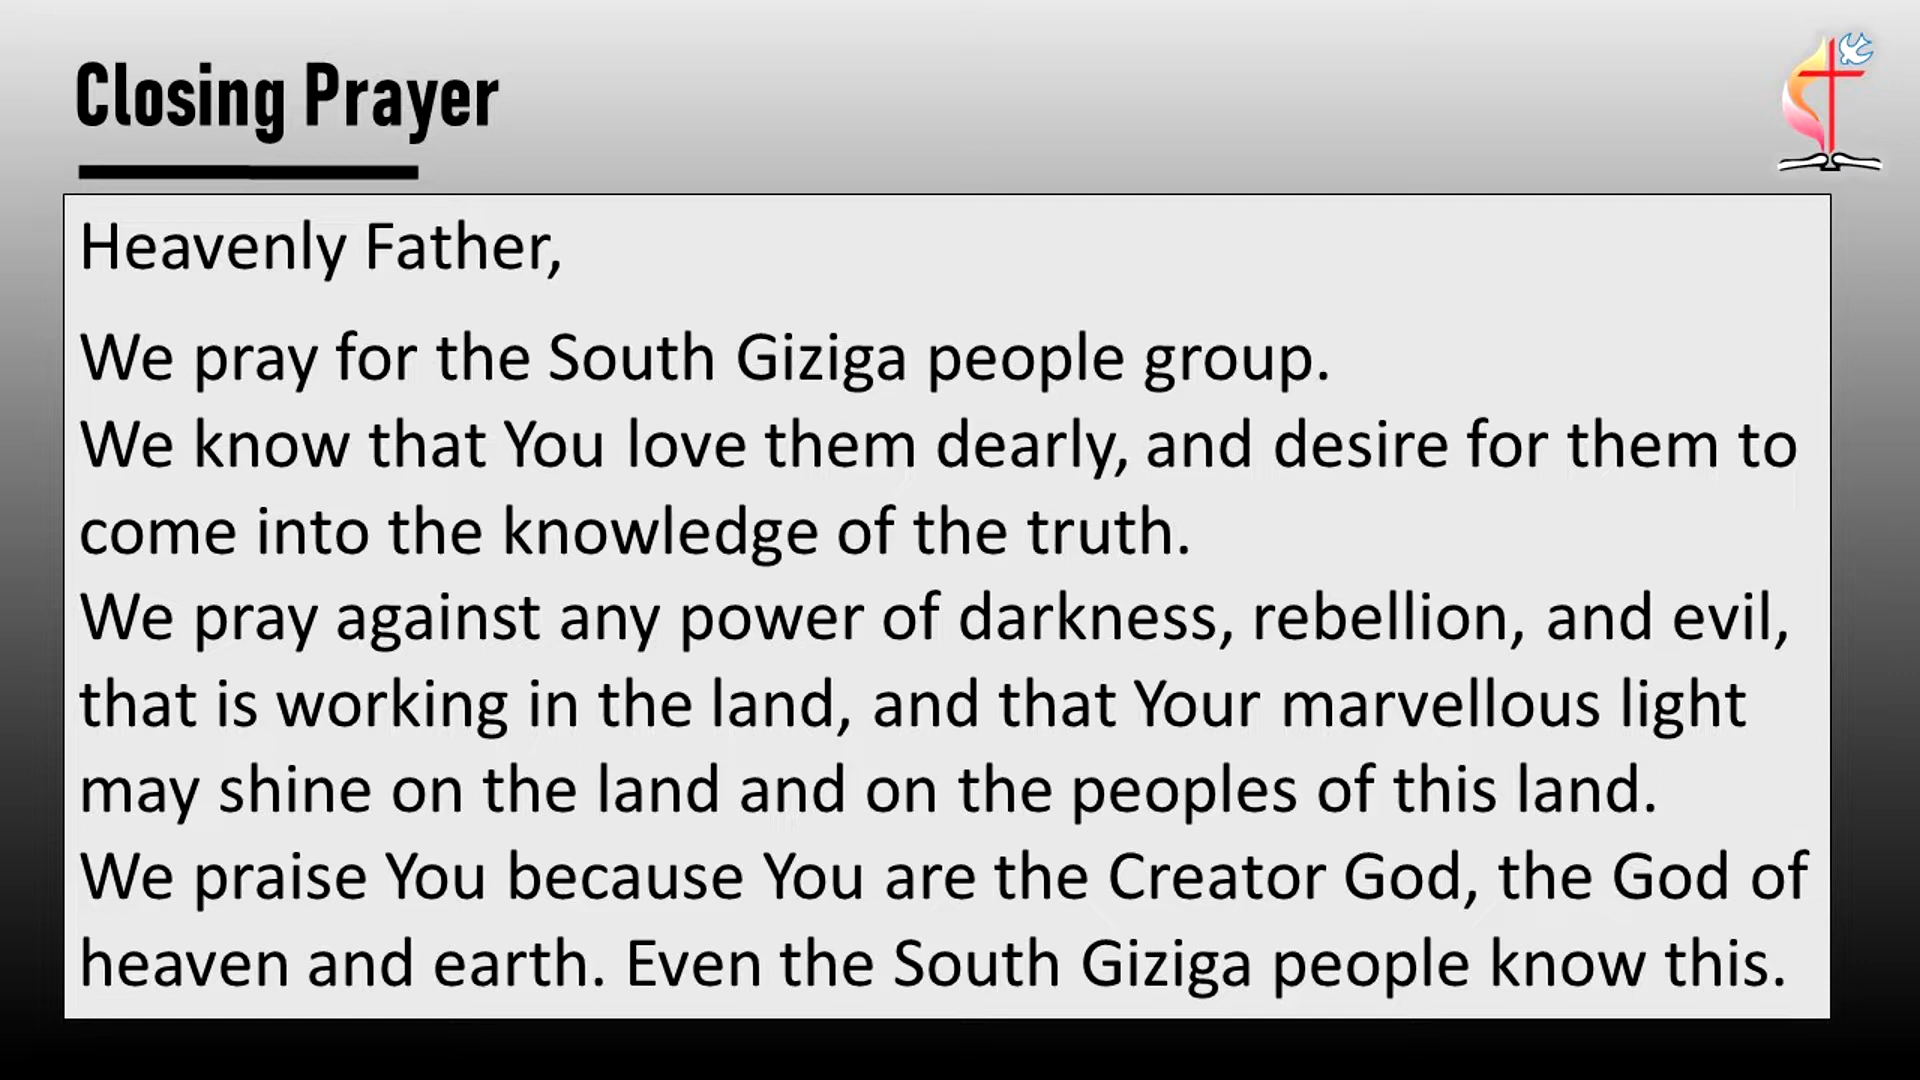 Closing Prayer
Heavenly Father,
We pray for the South Giziga people group.
We know that You love them dearly, and desire for them to
come into the knowledge of the truth.
We pray against any power of darkness, rebellion, and evil,
that is working in the land, and that Your marvellous light
may shine on the land and on the peoples of this land.
We praise You because You are the Creator God, the God of
heaven and earth. Even the South Giziga people know this.